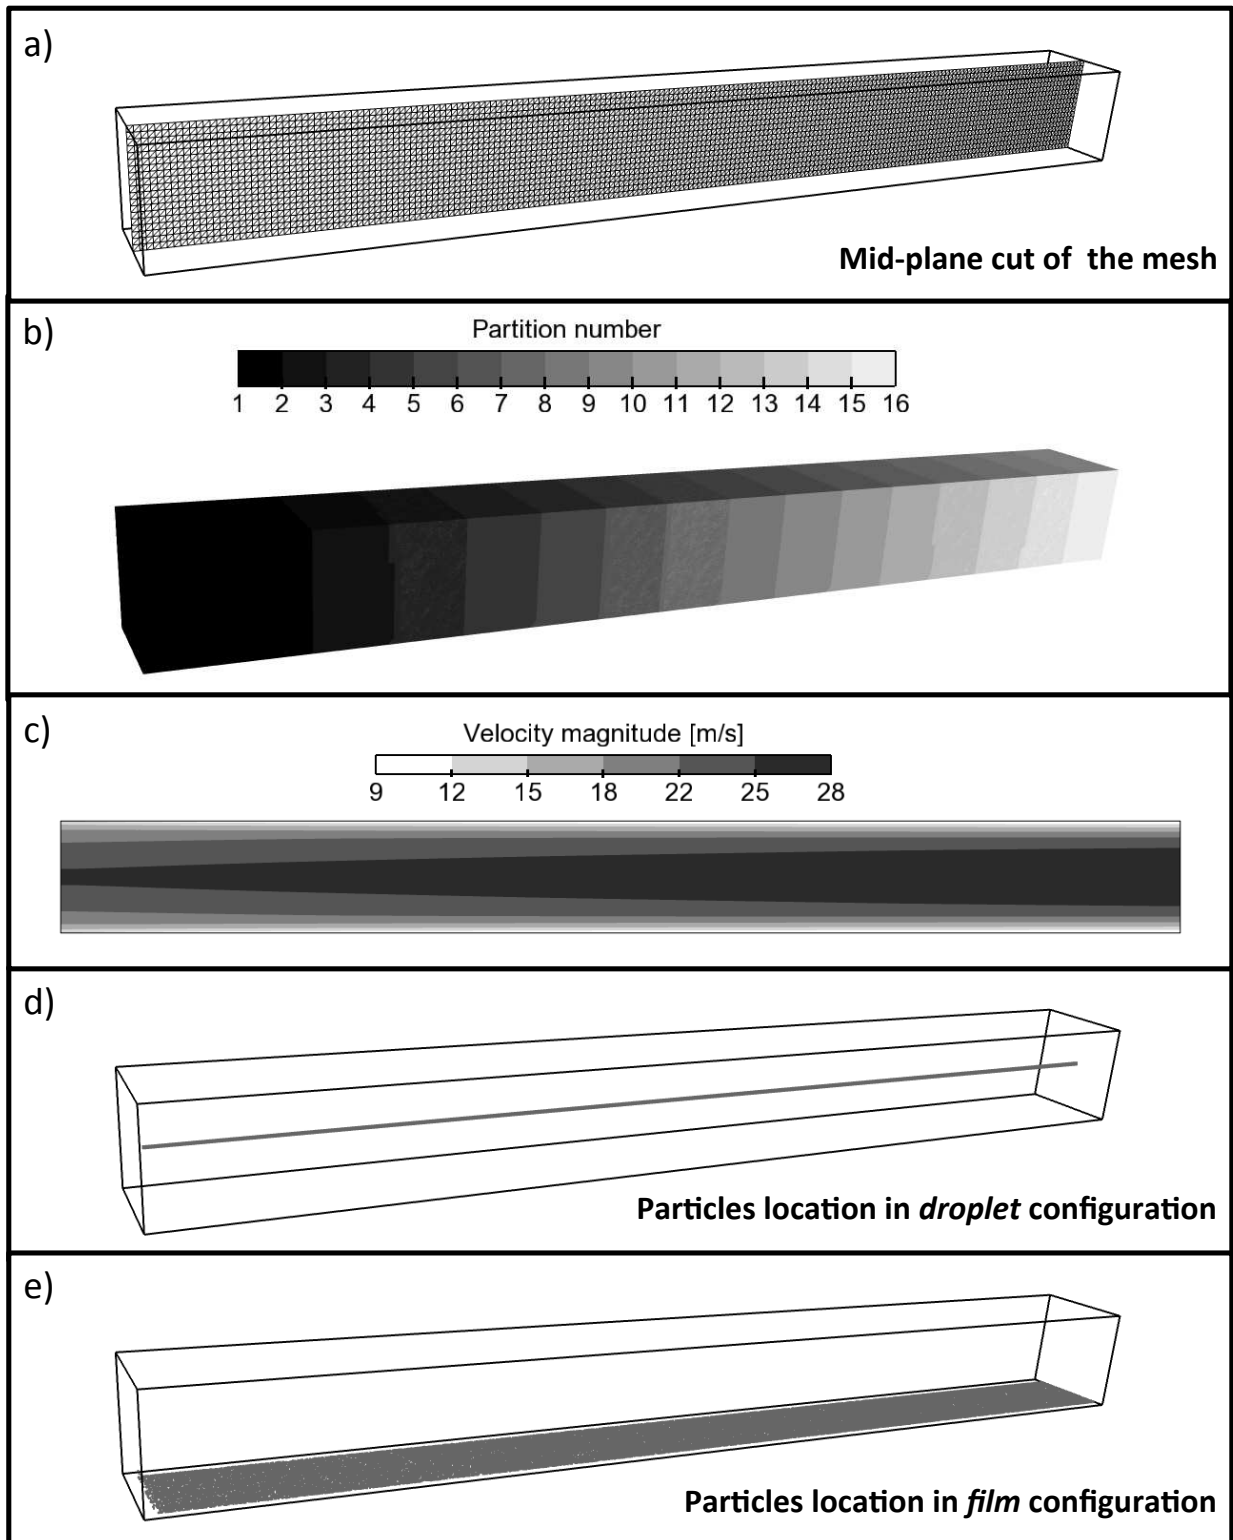 a)
Mid-plane cut of the mesh
b)
Partition number
1 2 3 4 5 6 7 8 9 10 11 12 13 14 15 16
c)
Velocity magnitude [m/s]
9 12 15 18 22 25 28
d)
Particles location in droplet configuration
e)
Particles location in film configuration